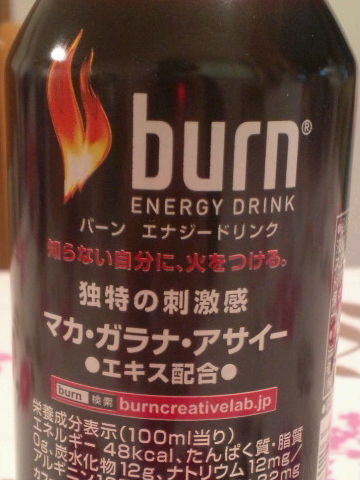 burn®
ENERGY DRINK
バーン エナジードリンク
知らない自分に、火をつける。
独特の刺激感
マカ・ガラナ・アサイー
●エキス配合●
burn 検索 burncreativelab.jp
栄養成分表示(100ml当り)
エネルギー48kcal、たんぱく質・脂質
0g、炭水化物12g、ナトリウム12mg/
アルギニン